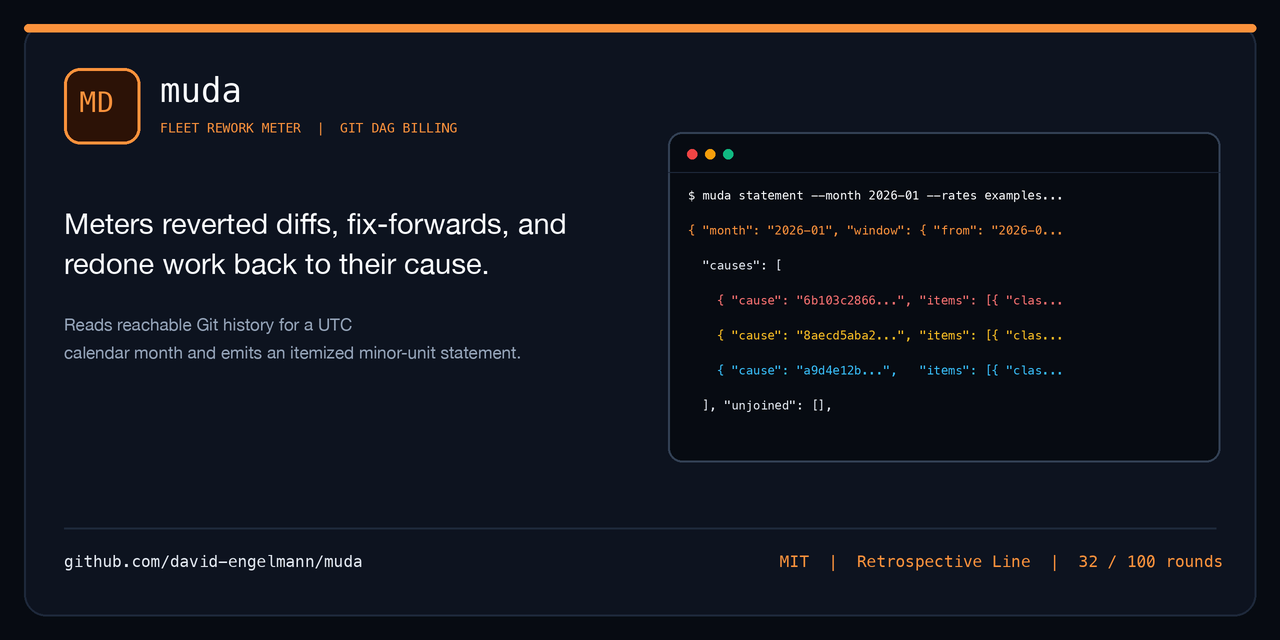 MD
muda
FLEET REWORK METER | GIT DAG BILLING
Meters reverted diffs, fix-forwards, and
redone work back to their cause.
Reads reachable Git history for a UTC
calendar month and emits an itemized minor-unit statement.
$ muda statement --month 2026-01 --rates examples...
{ "month": "2026-01", "window": { "from": "2026-0...
"causes": [
{ "cause": "6b103c2866...", "items": [{ "clas...
{ "cause": "8aecd5aba2...", "items": [{ "clas...
{ "cause": "a9d4e12b...", "items": [{ "clas...
], "unjoined": [],
github.com/david-engelmann/muda
MIT | Retrospective Line | 32 / 100 rounds